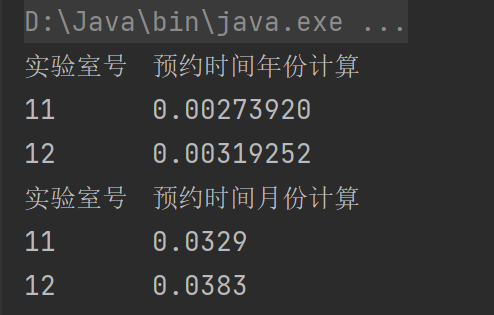 D:\Java\bin\java.exe ...
实验室号 预约时间年份计算
11 0.00273920
12 0.00319252
实验室号 预约时间月份计算
11 0.0329
12 0.0383